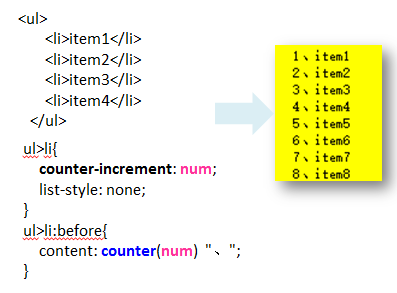 <ul>
<li>item1</li>
<li>item2</li>
<li>item3</li>
<li>item4</li>
</ul>
ul>li{
counter-increment: num;
list-style: none;
}
ul>li:before{
content: counter(num) "、";
}
1、item1
2、item2
3、item3
4、item4
5、item5
6、item6
7、item7
8、item8